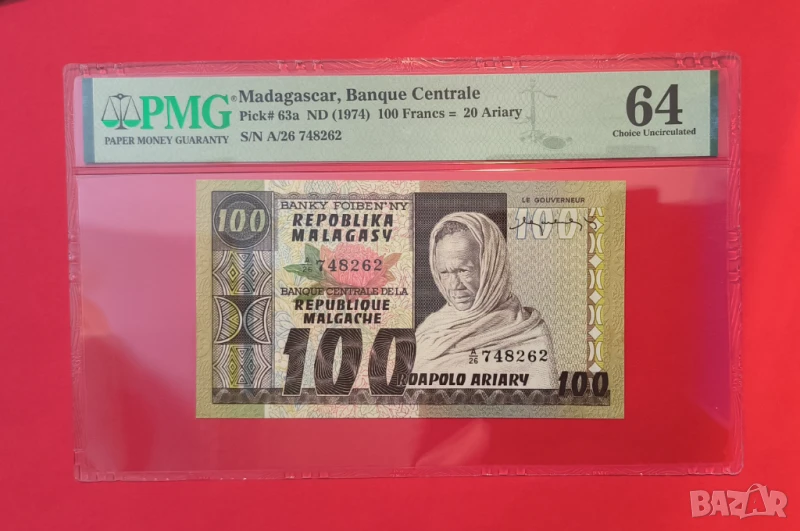 PMG® Madagascar, Banque Centrale
Pick# 63a ND (1974) 100 Francs = 20 Ariary
PAPER MONEY GUARANTY S/N A/26 748262
64
Choice Uncirculated
BANKY FOIBEN'NY
REPOBLIKA
MALAGASY
A/26 748262
BANQUE CENTRALE DE LA
REPUBLIQUE
MALGACHE
100
LE GOUVERNEUR
100
A/26 748262
100
ROAPOLO ARIARY
100
BAZAR